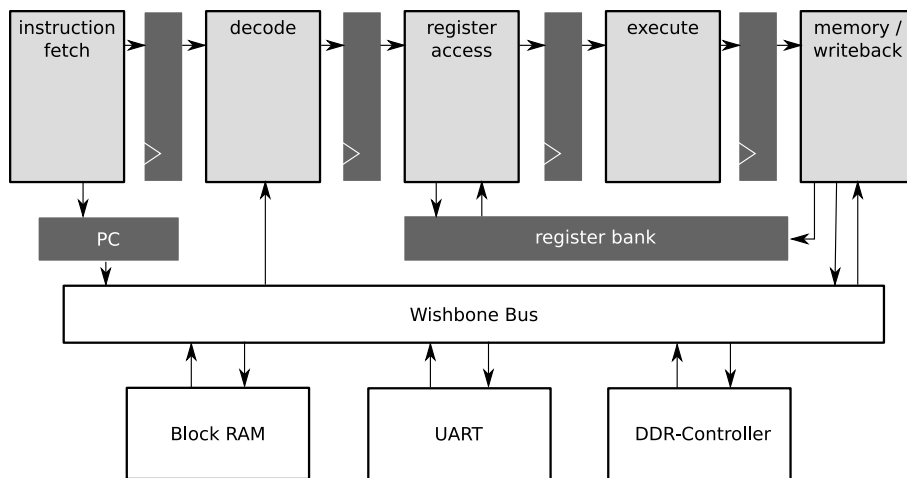 instruction
fetch
decode
register
access
execute
memory /
writeback
PC
register bank
Wishbone Bus
Block RAM
UART
DDR-Controller